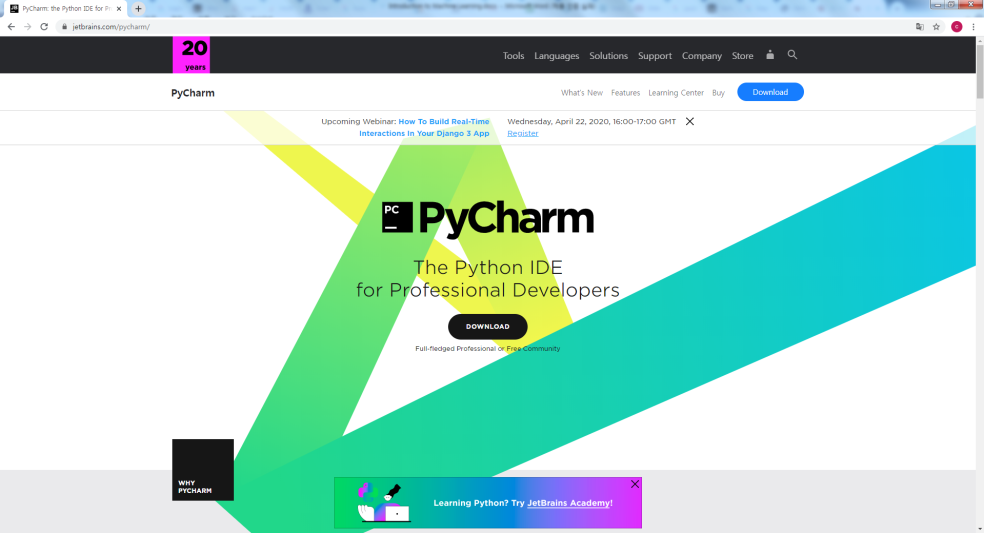 PyCharm: the Python IDE for Pr
jetbrains.com/pycharm/
20
years
Tools Languages Solutions Support Company Store
PyCharm
What's New Features Learning Center Buy Download
Upcoming Webinar: How To Build Real-Time
Interactions In Your Django 3 App
Wednesday, April 22, 2020, 16:00-17:00 GMT
Register
PC
PyCharm
The Python IDE
for Professional Developers
DOWNLOAD
Full-fledged Professional or Free Community
WHY
PYCHARM
Learning Python? Try JetBrains Academy!